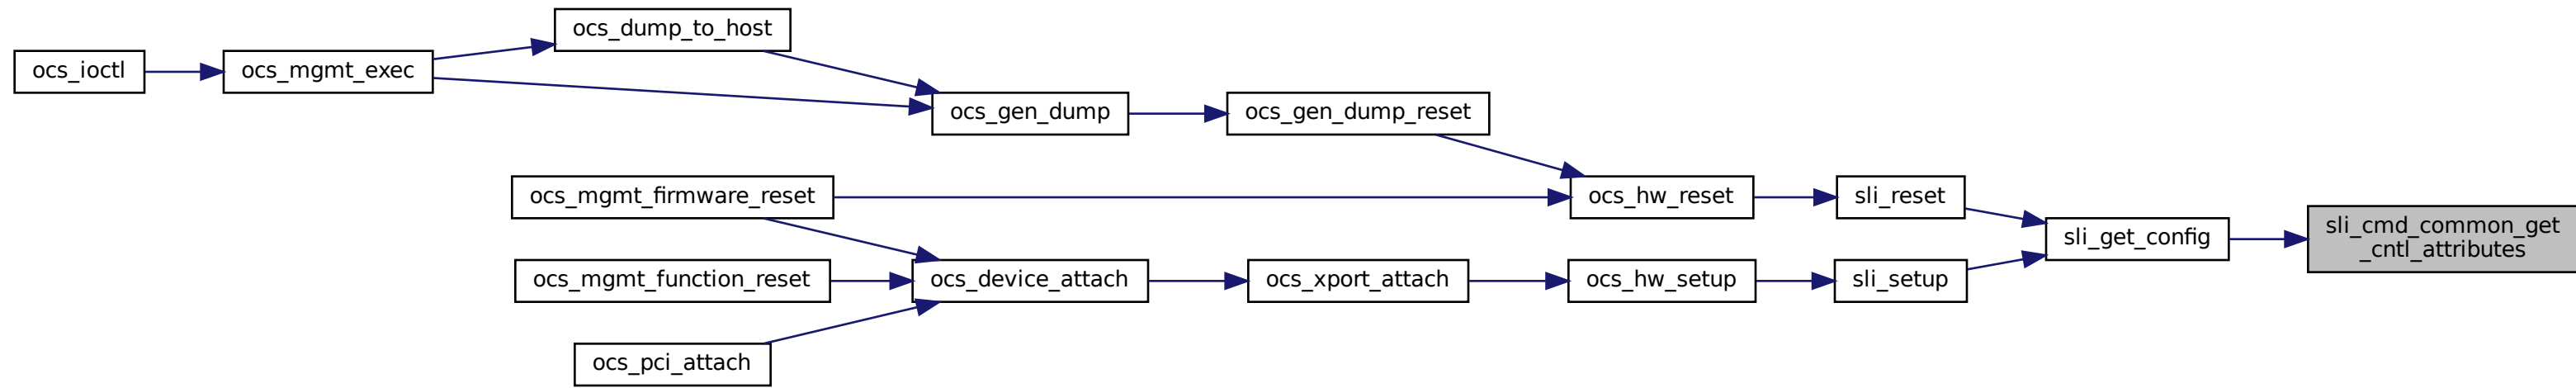 ocs_dump_to_host
ocs_ioctl
ocs_mgmt_exec
ocs_gen_dump
ocs_gen_dump_reset
ocs_mgmt_firmware_reset
ocs_hw_reset
sli_reset
sli_get_config
sli_cmd_common_get
_cntl_attributes
ocs_mgmt_function_reset
ocs_device_attach
ocs_xport_attach
ocs_hw_setup
sli_setup
ocs_pci_attach